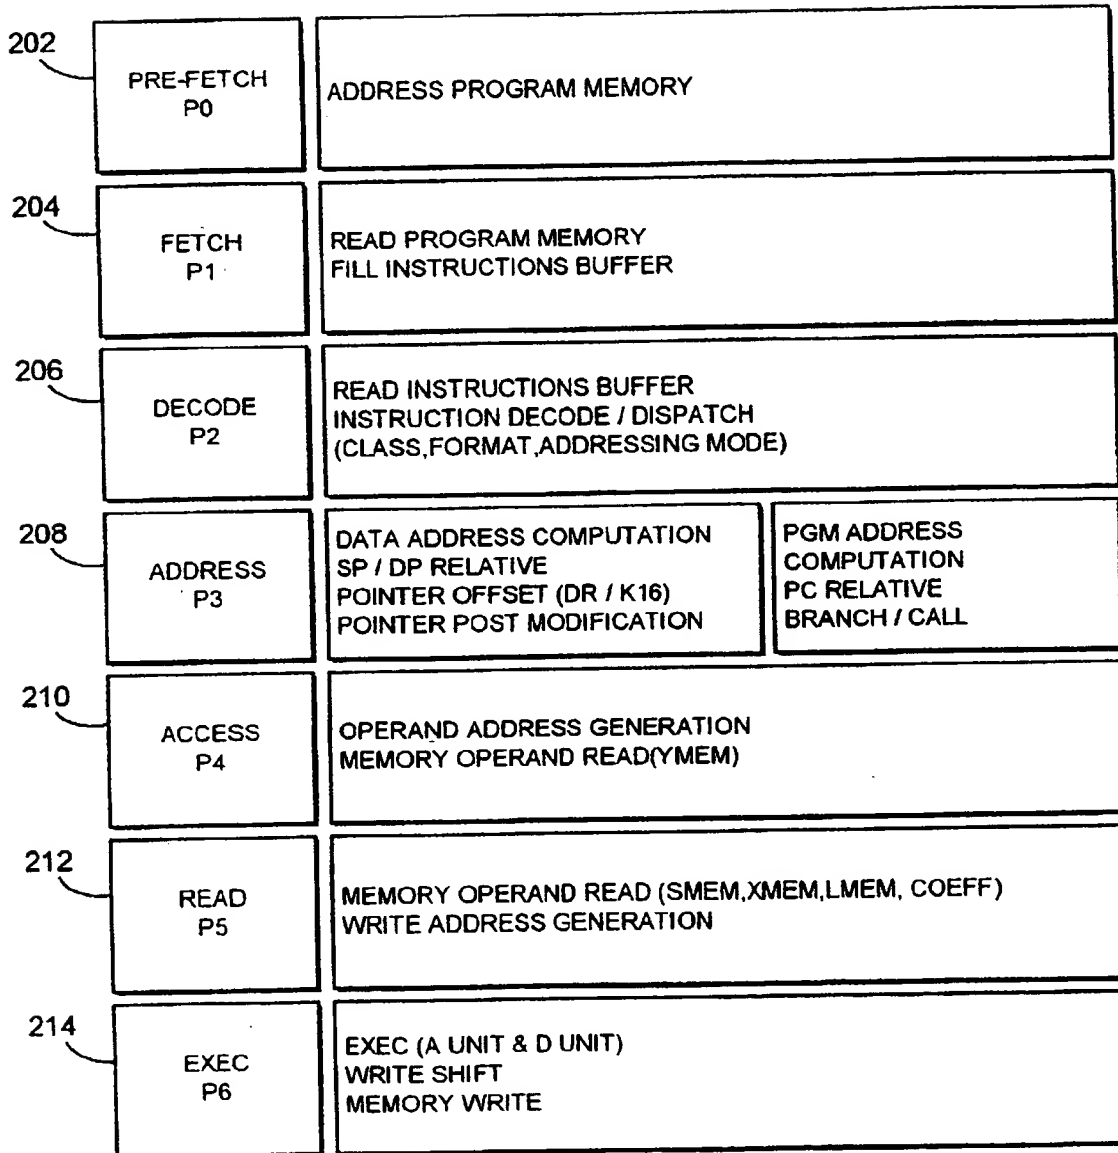 202
PRE-FETCH
P0
ADDRESS PROGRAM MEMORY
204
FETCH
P1
READ PROGRAM MEMORY
FILL INSTRUCTIONS BUFFER
206
DECODE
P2
READ INSTRUCTIONS BUFFER
INSTRUCTION DECODE / DISPATCH
(CLASS,FORMAT,ADDRESSING MODE)
208
ADDRESS
P3
DATA ADDRESS COMPUTATION
SP / DP RELATIVE
POINTER OFFSET (DR / K16)
POINTER POST MODIFICATION
PGM ADDRESS
COMPUTATION
PC RELATIVE
BRANCH / CALL
210
ACCESS
P4
OPERAND ADDRESS GENERATION
MEMORY OPERAND READ(YMEM)
212
READ
P5
MEMORY OPERAND READ (SMEM,XMEM,LMEM, COEFF)
WRITE ADDRESS GENERATION
214
EXEC
P6
EXEC (A UNIT & D UNIT)
WRITE SHIFT
MEMORY WRITE